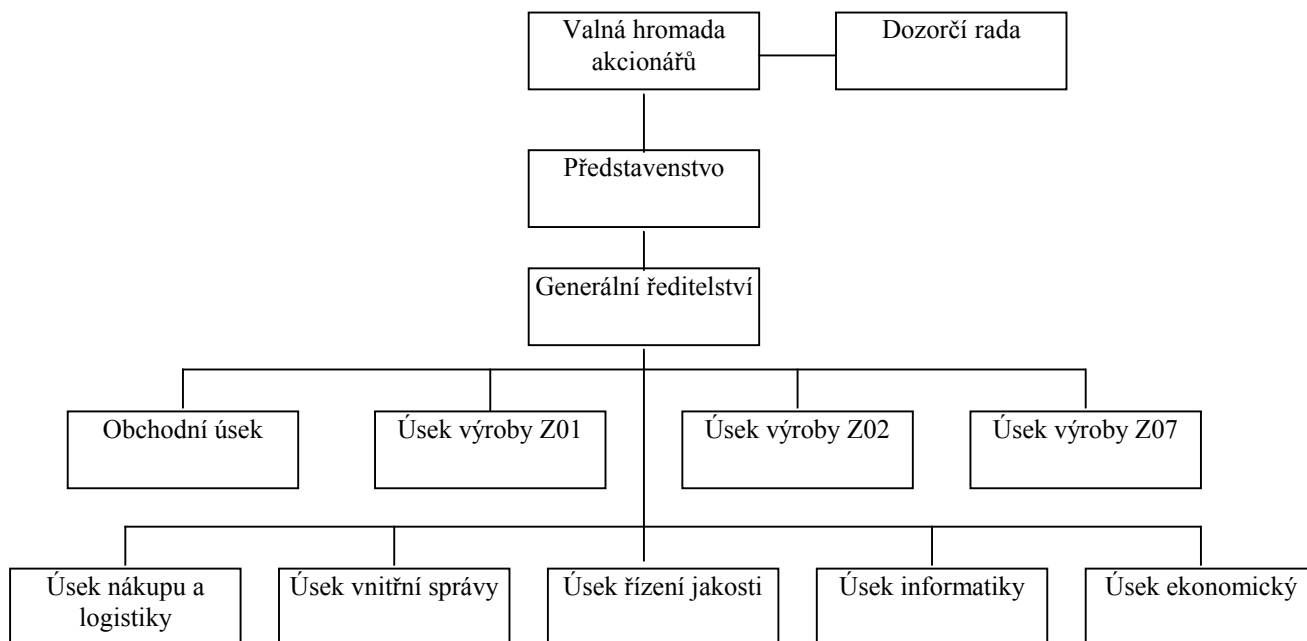 Valná hromada
akcionářů
Dozorčí rada
Představenstvo
Generální ředitelství
Obchodní úsek
Úsek výroby Z01
Úsek výroby Z02
Úsek výroby Z07
Úsek nákupu a
logistiky
Úsek vnitřní správy
Úsek řízení jakosti
Úsek informatiky
Úsek ekonomický